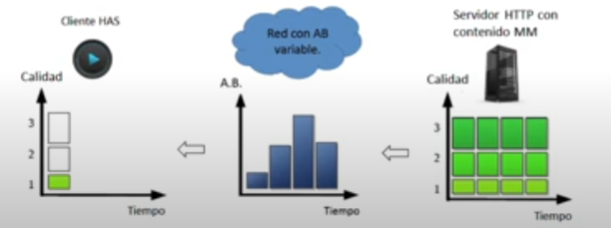 Cliente HAS
Calidad
3
2
1
Tiempo
Red con AB
variable.
A.B.
Tiempo
Servidor HTTP con
contenido MM
Calidad
3
2
1
Tiempo